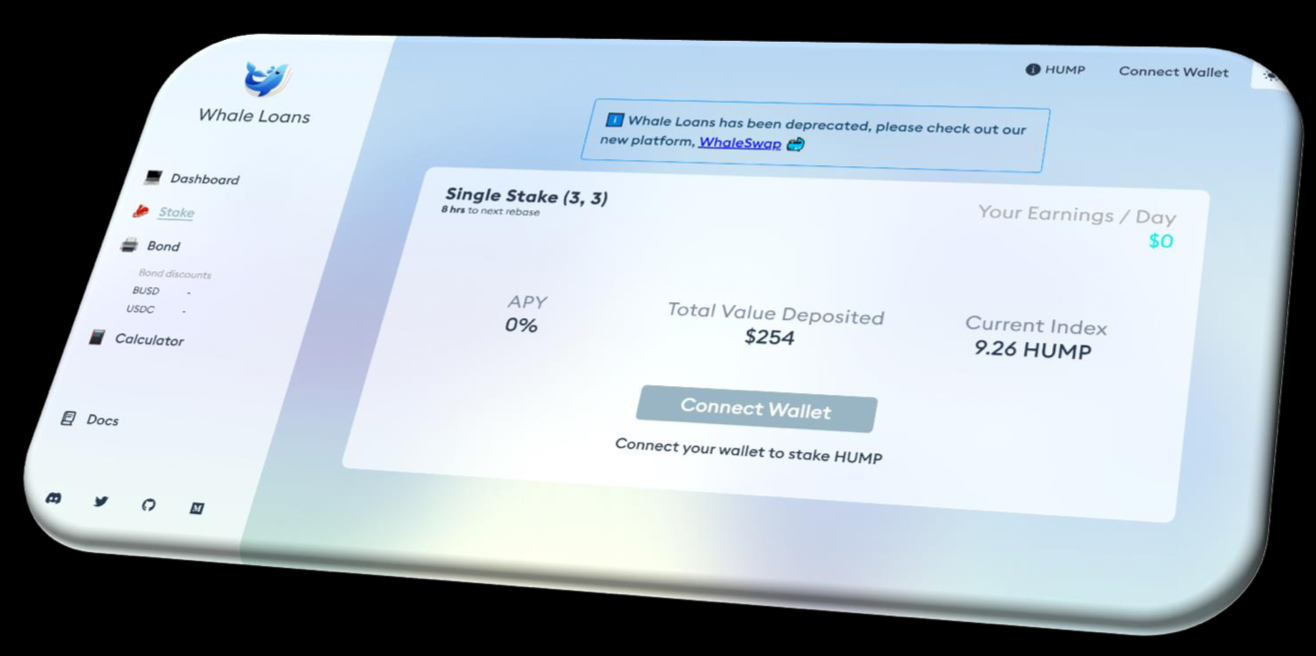 Whale Loans
Dashboard
Stake
Bond
Bond discounts
BUSD -
USDC -
Calculator
Docs
HUMP
Connect Wallet
Whale Loans has been deprecated, please check out our
new platform, WhaleSwap
Single Stake (3, 3)
8 hrs to next rebase
Your Earnings / Day
$0
APY
0%
Total Value Deposited
$254
Current Index
9.26 HUMP
Connect Wallet
Connect your wallet to stake HUMP